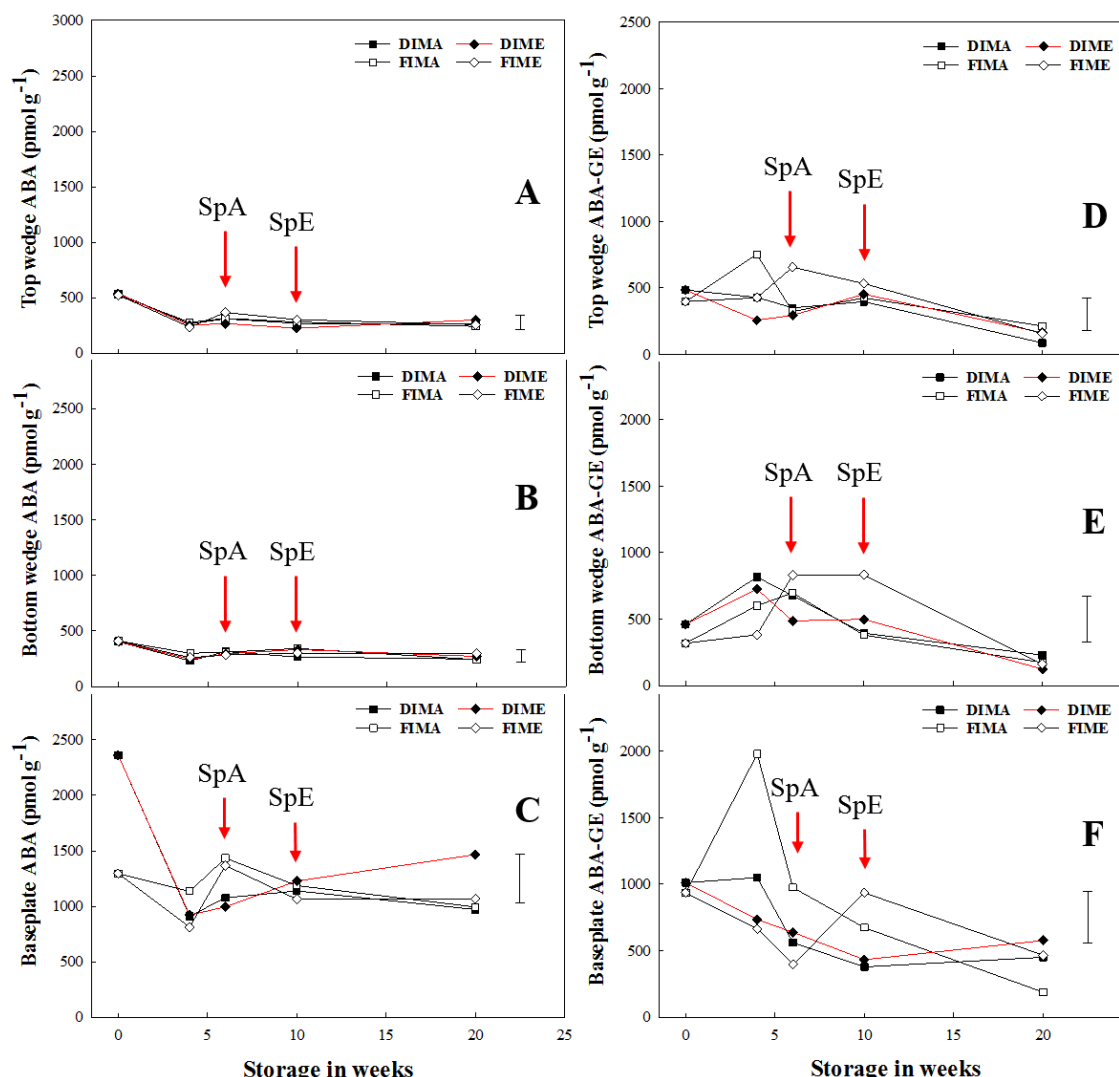 Top wedge ABA (pmol g-1)
3000
2500
2000
1500
1000
500
0
DIMA DIME
FIMA FIME
SpA
SpE
A
Bottom wedge ABA (pmol g-1)
2500
2000
1500
1000
500
0
DIMA DIME
FIMA FIME
SpA SpE
B
Baseplate ABA (pmol g-1)
2500
2000
1500
1000
500
0
DIMA DIME
FIMA FIME
SpA
SpE
C
0 5 10 15 20 25
Storage in weeks
Top wedge ABA-GE (pmol g-1)
2500
2000
1500
1000
500
0
DIMA DIME
FIMA FIME
SpA
SpE
D
Bottom wedge ABA-GE (pmol g-1)
2000
1500
1000
500
0
DIMA DIME
FIMA FIME
SpA SpE
E
Baseplate ABA-GE (pmol g-1)
2000
1500
1000
500
0
DIMA DIME
FIMA FIME
SpA
SpE
F
0 5 10 15 20
Storage in weeks